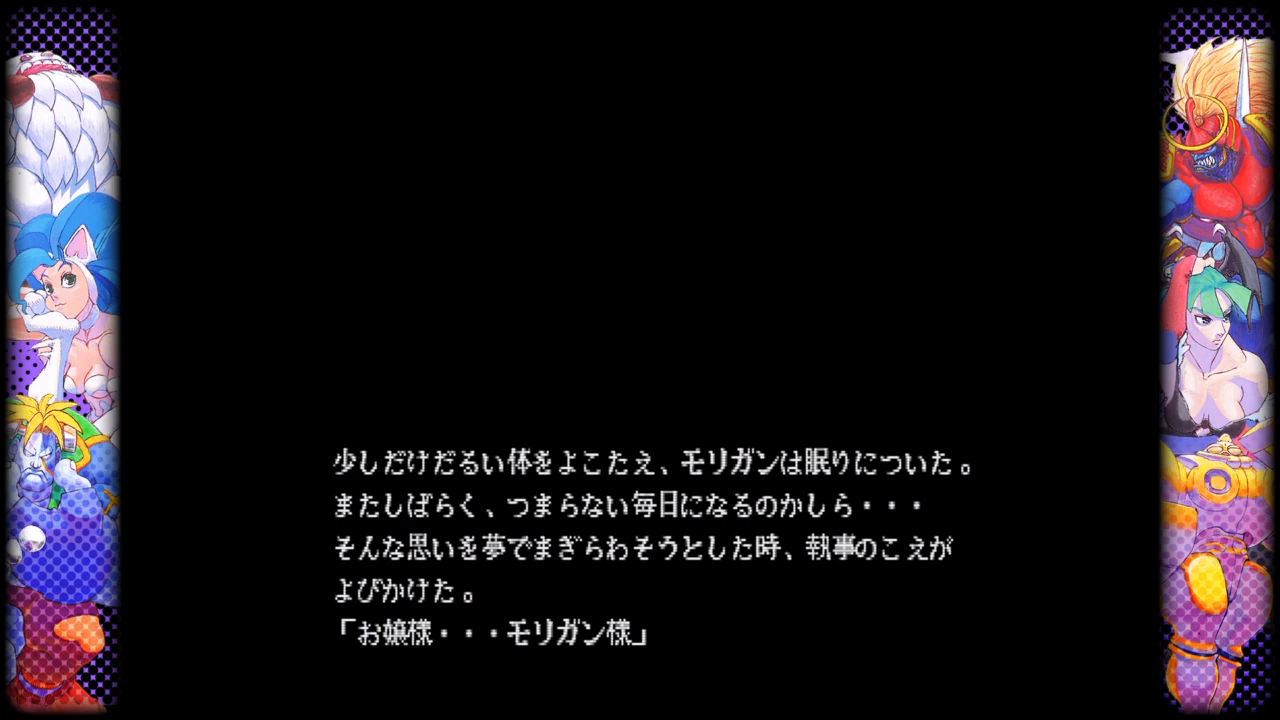 少しだけだるい体をよこたえ、モリガンは眠りについた。
またしばらく、つまらない毎日になるのかしら・・・
そんな思いを夢でまぎらわそうとした時、執事のこえが
よびかけた。
「お嬢様・・・モリガン様」